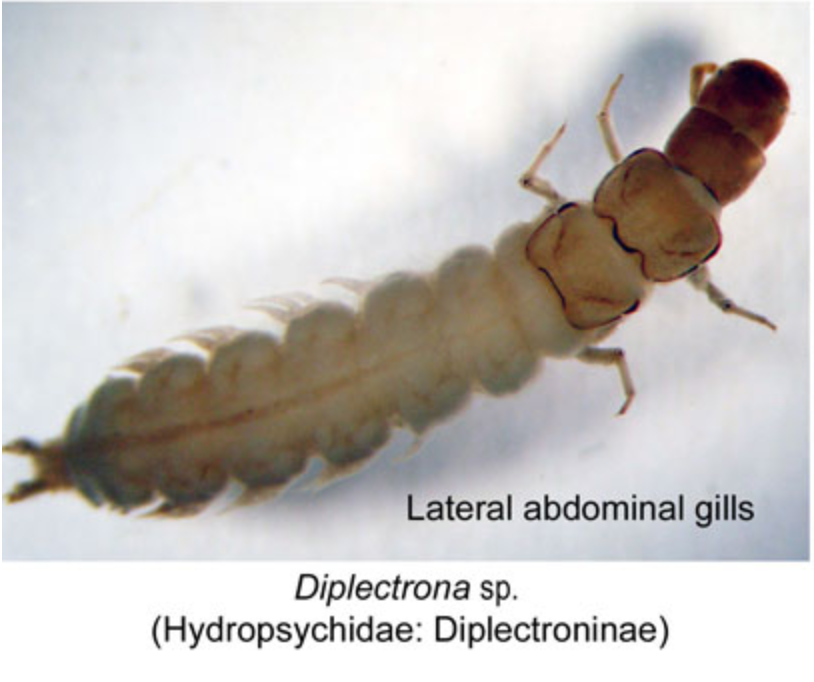 Lateral abdominal gills
Diplectrona sp.
(Hydropsychidae: Diplectroninae)